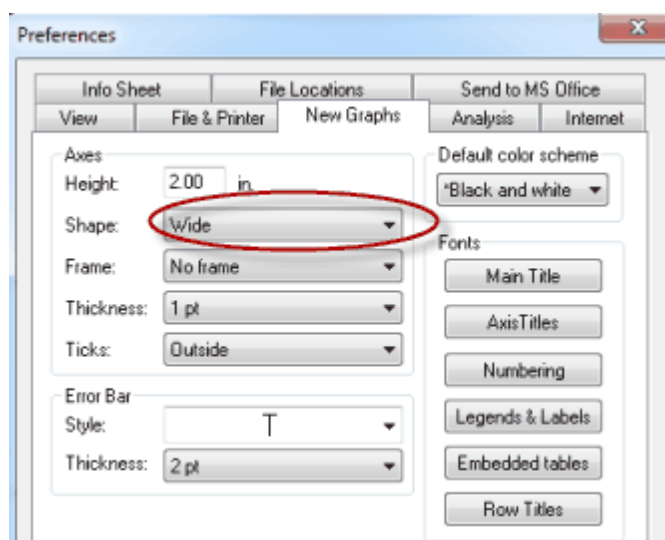 Preferences
Info Sheet File Locations Send to MS Office
View File & Printer New Graphs Analysis Internet
Axes
Height: 2.00 in.
Shape: Wide
Frame: No frame
Thickness: 1 pt
Ticks: Outside
Error Bar
Style:
Thickness: 2 pt
Default color scheme
*Black and white
Fonts
Main Title
AxisTitles
Numbering
Legends & Labels
Embedded tables
Row Titles